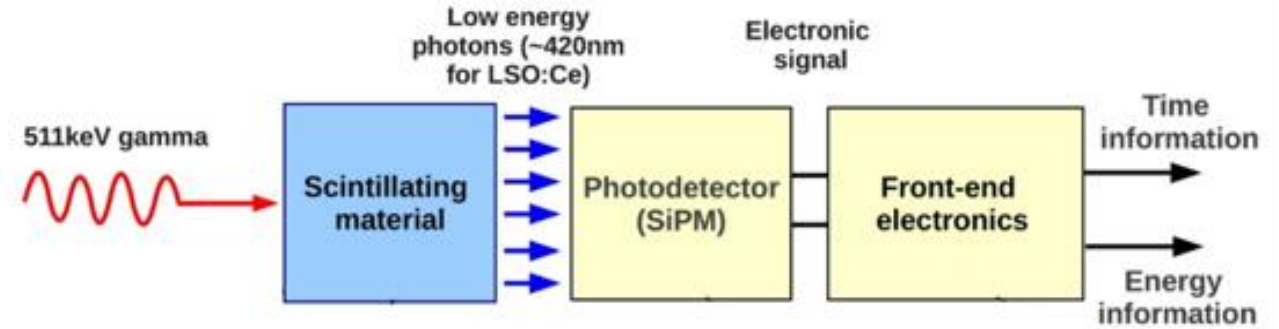 Low energy
photons (~420nm
for LSO:Ce)
Electronic
signal
Time
information
511keV gamma
Scintillating
material
Photodetector
(SiPM)
Front-end
electronics
Energy
information